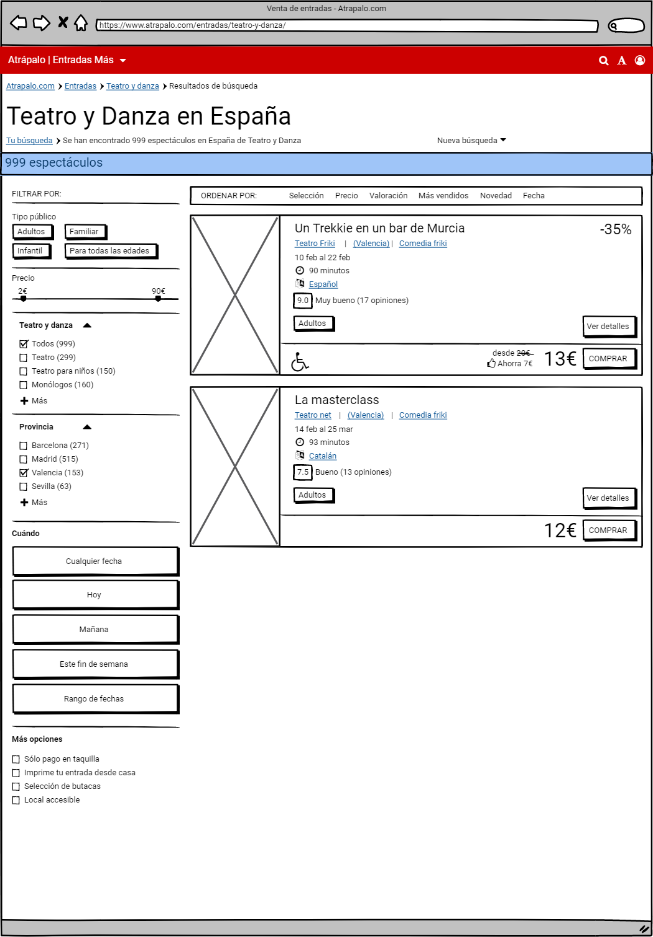 Venta de entradas - Atrapalo.com
https://www.atrapalo.com/entradas/teatro-y-danza/
Atrápalo | Entradas Más
A
Atrapalo.com Entradas Teatro y danza Resultados de búsqueda
Teatro y Danza en España
Tu búsqueda Se han encontrado 999 espectáculos en España de Teatro y Danza
Nueva búsqueda
999 espectáculos
FILTRAR POR:
Tipo público
Adultos
Familiar
Infantil
Para todas las edades
Precio
2€ 90€
Teatro y danza
Todos (999)
Teatro (299)
Teatro para niños (150)
Monólogos (160)
Más
Provincia
Barcelona (271)
Madrid (515)
Valencia (153)
Sevilla (63)
Más
Cuándo
Cualquier fecha
Hoy
Mañana
Este fin de semana
Rango de fechas
Más opciones
Sólo pago en taquilla
Imprime tu entrada desde casa
Selección de butacas
Local accesible
ORDENAR POR: Selección Precio Valoración Más vendidos Novedad Fecha
Un Trekkie en un bar de Murcia
-35%
Teatro Friki | (Valencia) | Comedia friki
10 feb al 22 feb
90 minutos
Español
9.0 Muy bueno (17 opiniones)
Adultos
Ver detalles
desde 20€
Ahorra 7€
13€
COMPRAR
La masterclass
Teatro net | (Valencia) | Comedia friki
14 feb al 25 mar
93 minutos
Catalán
7.5 Bueno (13 opiniones)
Adultos
Ver detalles
12€
COMPRAR